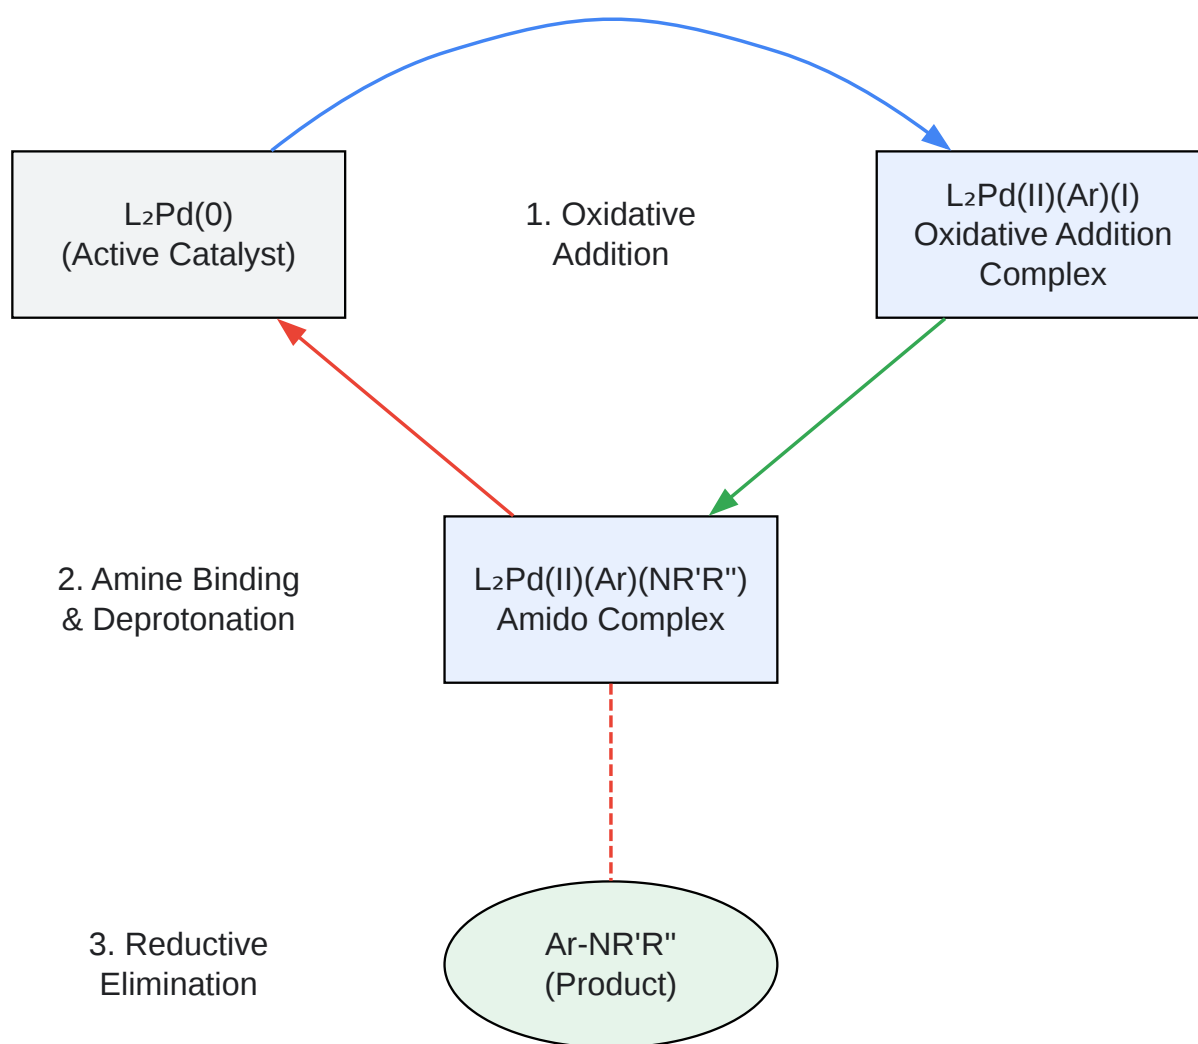 L₂Pd(0)
(Active Catalyst)
1. Oxidative
Addition
L₂Pd(II)(Ar)(I)
Oxidative Addition
Complex
2. Amine Binding
& Deprotonation
L₂Pd(II)(Ar)(NR'R")
Amido Complex
3. Reductive
Elimination
Ar-NR'R"
(Product)